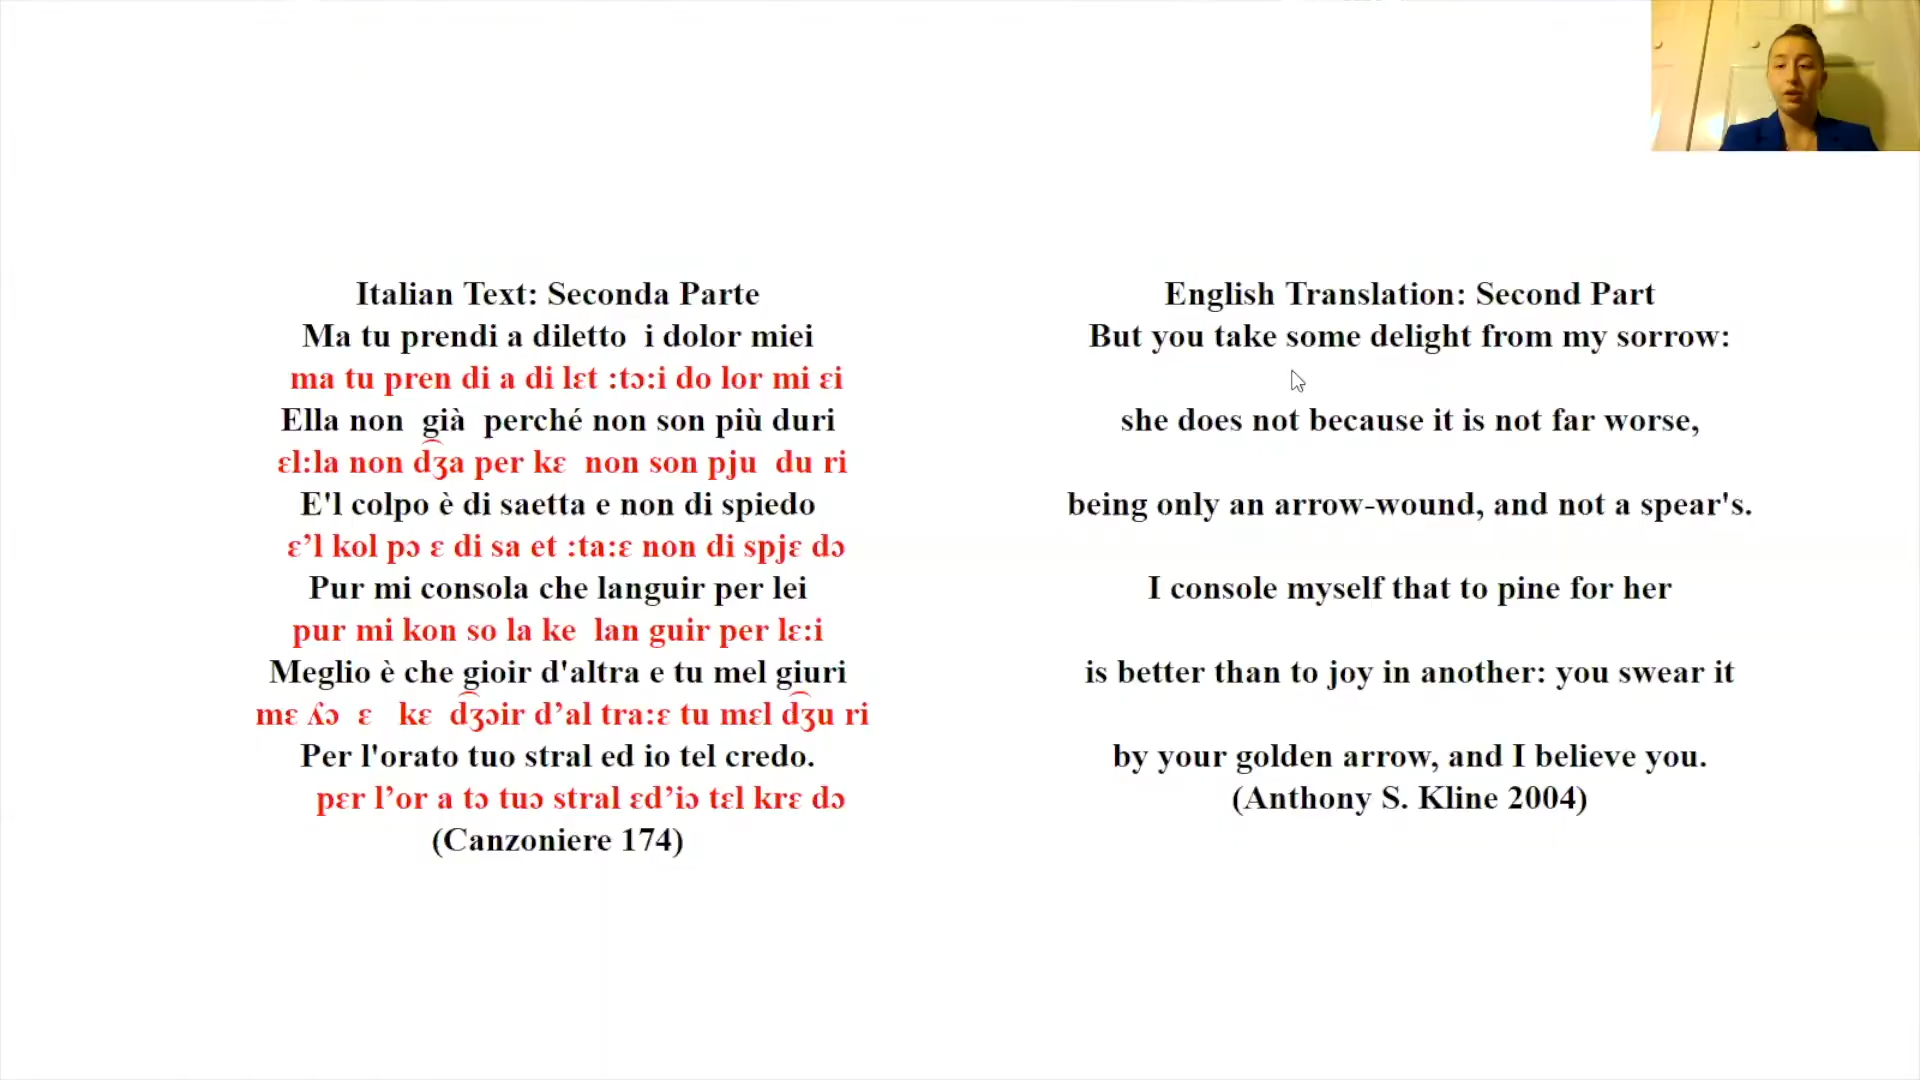 Italian Text: Seconda Parte
Ma tu prendi a diletto  i dolor miei
ma tu pren di a di lɛt :tɔ:i do lor mi ɛi
Ella non  già  perché non son più duri
ɛl:la non d͡ʒa per kɛ  non son pju  du ri
E'l colpo è di saetta e non di spiedo
ɛ’l kol pɔ ɛ di sa et :ta:ɛ non di spjɛ dɔ
Pur mi consola che languir per lei
pur mi kon so la ke  lan guir per lɛ:i
Meglio è che gioir d'altra e tu mel giuri
mɛ ʎɔ  ɛ   kɛ  d͡ʒɔir d’al tra:ɛ tu mɛl d͡ʒu ri
Per l'orato tuo stral ed io tel credo.
pɛr l’or a tɔ tuɔ stral ɛd’iɔ tɛl krɛ dɔ
(Canzoniere 174)
English Translation: Second Part
But you take some delight from my sorrow:
she does not because it is not far worse,
being only an arrow-wound, and not a spear's.
I console myself that to pine for her
is better than to joy in another: you swear it
by your golden arrow, and I believe you.
(Anthony S. Kline 2004)